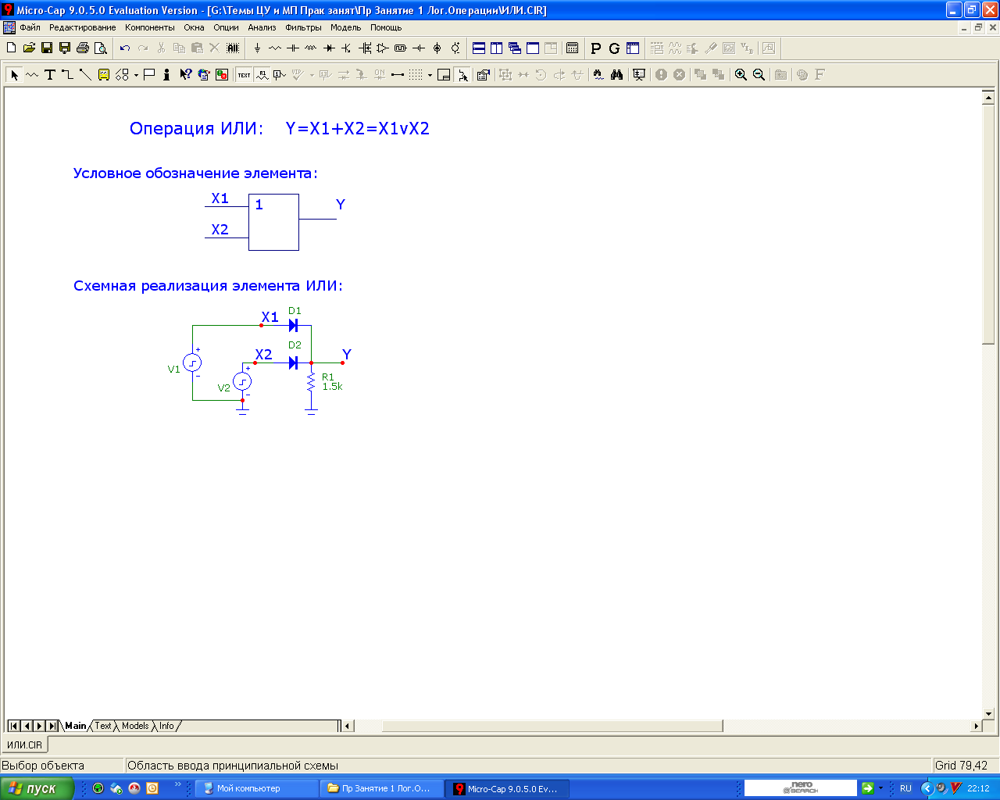 Micro-Cap 9.0.5.0 Evaluation Version - [G:\Темы ЦУ и МП Прак занят\Пр Занятие 1 Лог.Операции\ИЛИ.CIR]
Файл Редактирование Компоненты Окна Опции Анализ Фильтры Модель Помощь
P G
T TEXT R1 F
Операция ИЛИ: Y=X1+X2=X1vX2
Условное обозначение элемента:
X1 1 Y
X2
Схемная реализация элемента ИЛИ:
D1
X1
D2
X2 Y
V1
V2
R1
1.5k
Main Text Models Info
ИЛИ.CIR
Выбор объекта Область ввода принципиальной схемы Grid 79,42
пуск Мой компьютер Пр Занятие 1 Лог.О... Micro-Cap 9.0.5.0 Ev... nero SEARCH RU 22:12